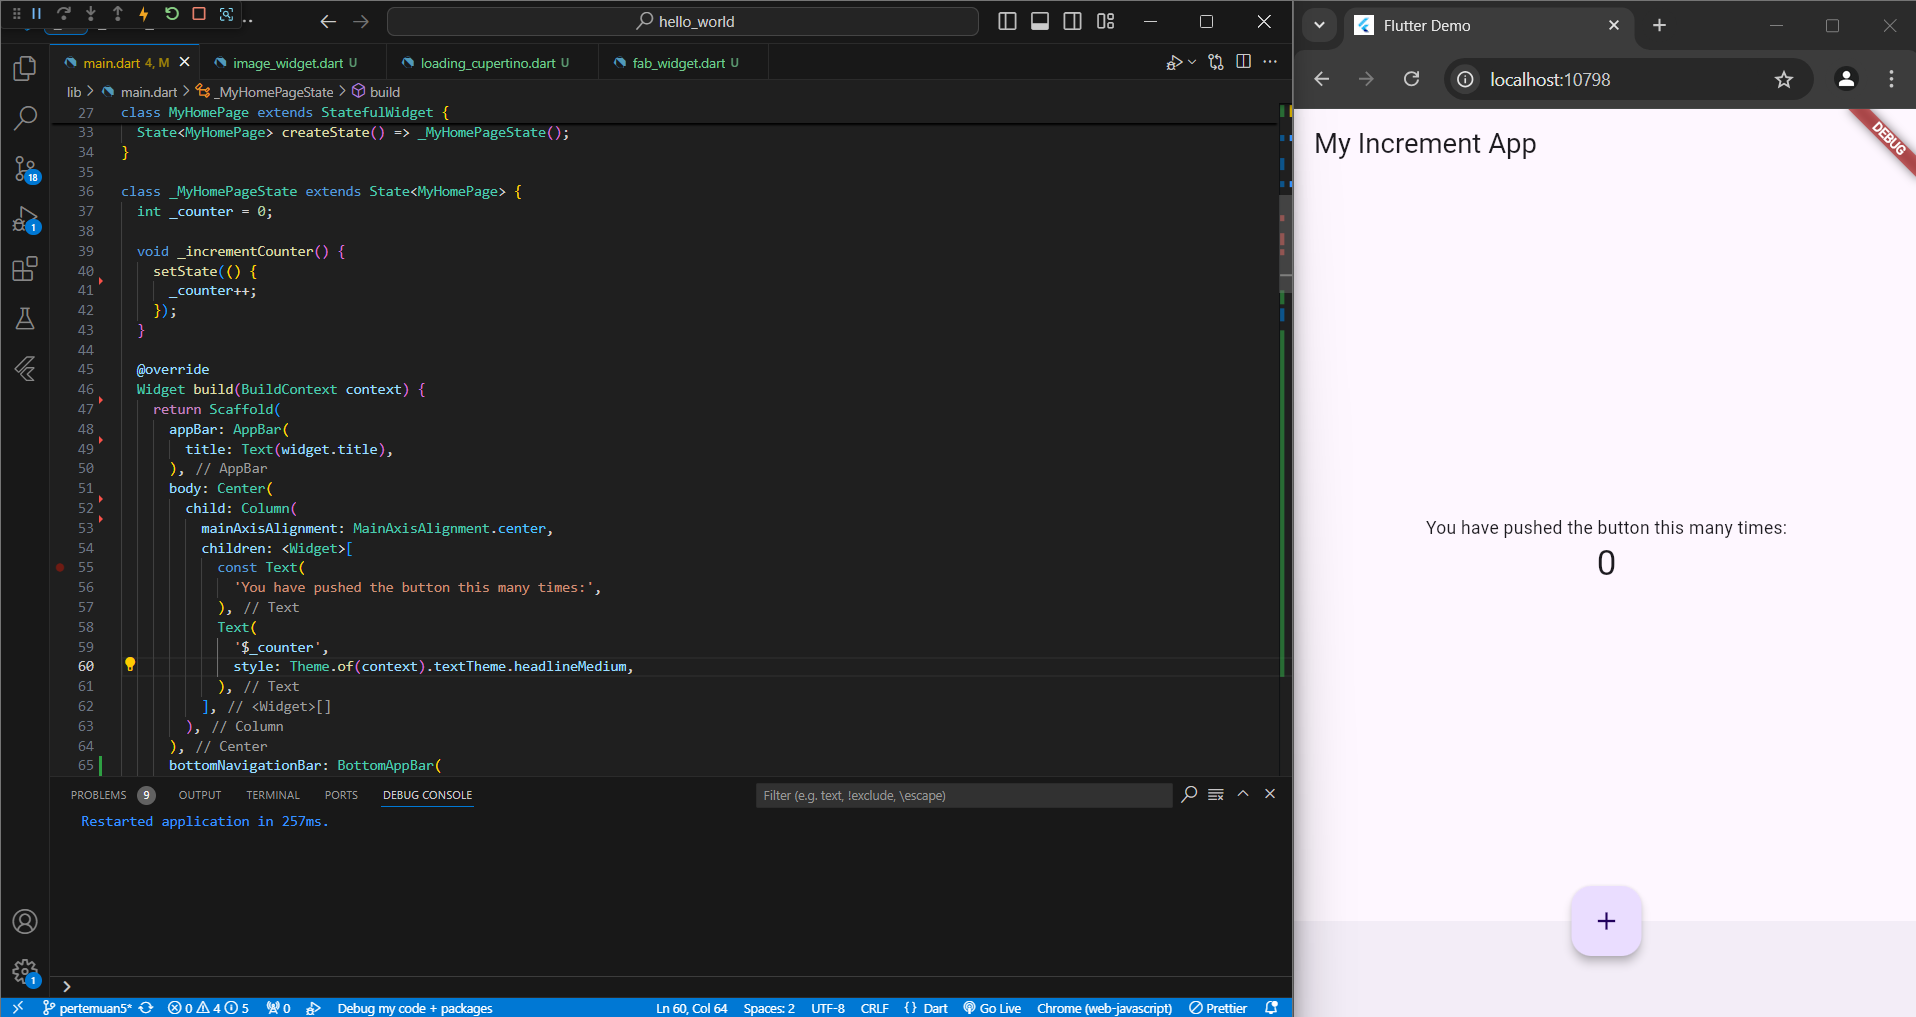 hello_world
main.dart 4, M
image_widget.dart U
loading_cupertino.dart U
fab_widget.dart U
lib > main.dart > _MyHomePageState > build
27 class MyHomePage extends StatefulWidget {
33 State<MyHomePage> createState() => _MyHomePageState();
34 }
35
36 class _MyHomePageState extends State<MyHomePage> {
37 int _counter = 0;
38
39 void _incrementCounter() {
40 setState(() {
41 _counter++;
42 });
43 }
44
45 @override
46 Widget build(BuildContext context) {
47 return Scaffold(
48 appBar: AppBar(
49 title: Text(widget.title),
50 ), // AppBar
51 body: Center(
52 child: Column(
53 mainAxisAlignment: MainAxisAlignment.center,
54 children: <Widget>[
55 const Text(
56 'You have pushed the button this many times:',
57 ), // Text
58 Text(
59 '$_counter',
60 style: Theme.of(context).textTheme.headlineMedium,
61 ), // Text
62 ], // <Widget>[]
63 ), // Column
64 ), // Center
65 bottomNavigationBar: BottomAppBar(
18
1
1
PROBLEMS 9 OUTPUT TERMINAL PORTS DEBUG CONSOLE
Filter (e.g. text, !exclude, \escape)
Restarted application in 257ms.
>
pertemuan5* 0 4 5 0 Debug my code + packages Ln 60, Col 64 Spaces: 2 UTF-8 CRLF {} Dart Go Live Chrome (web-javascript) Prettier
Flutter Demo
localhost:10798
My Increment App
DEBUG
You have pushed the button this many times:
0
+